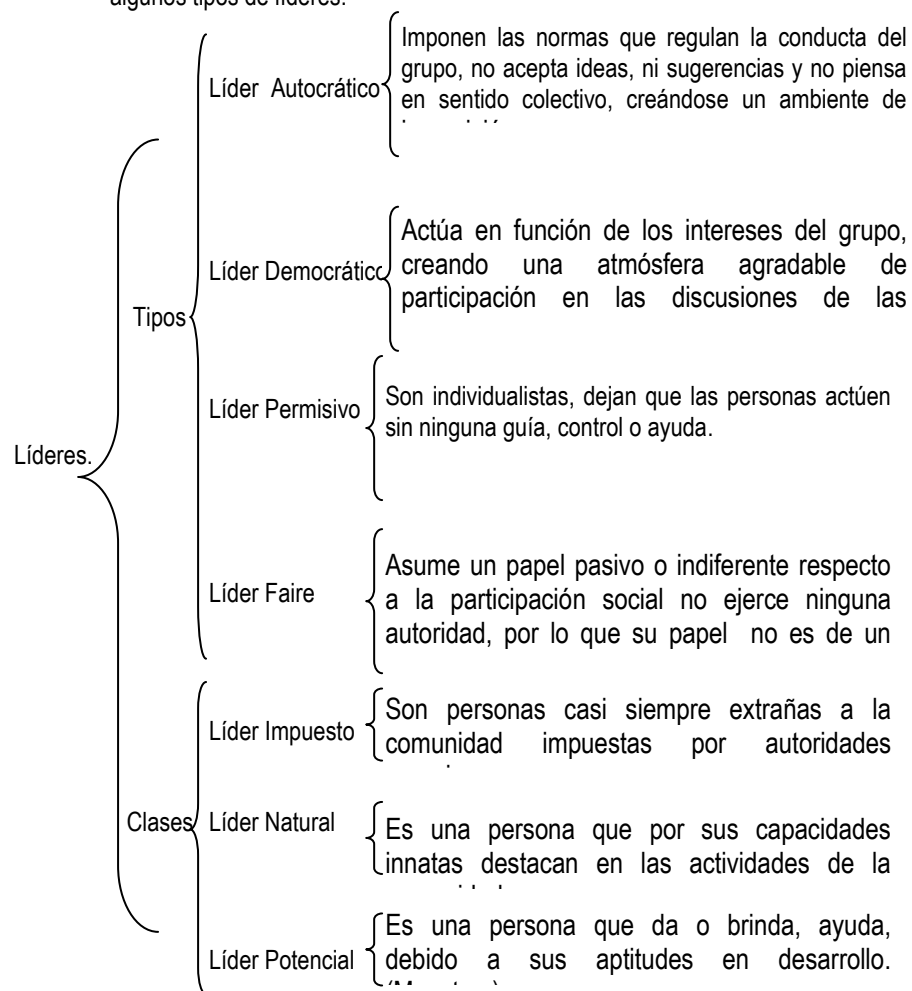 algunos tipos de líderes.
Imponen las normas que regulan la conducta del
grupo, no acepta ideas, ni sugerencias y no piensa
Líder Autocrático
en sentido colectivo, creándose un ambiente de
Actúa en función de los intereses del grupo,
Líder Democrático
creando una atmósfera agradable de
participación en las discusiones de las
Tipos
Son individualistas, dejan que las personas actúen
Líder Permisivo
sin ninguna guía, control o ayuda.
Líderes.
Asume un papel pasivo o indiferente respecto
Líder Faire
a la participación social no ejerce ninguna
autoridad, por lo que su papel no es de un
Son personas casi siempre extrañas a la
Líder Impuesto
comunidad impuestas por autoridades
Clases
Líder Natural
Es una persona que por sus capacidades
innatas destacan en las actividades de la
Es una persona que da o brinda, ayuda,
Líder Potencial
debido a sus aptitudes en desarrollo.